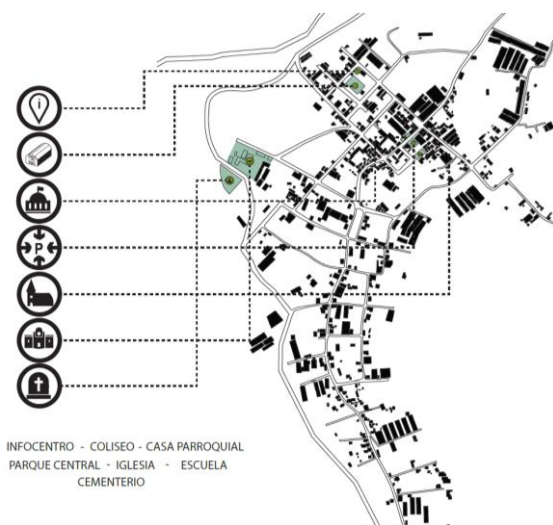 i
P
INFOCENTRO - COLISEO - CASA PARROQUIAL
PARQUE CENTRAL - IGLESIA - ESCUELA
CEMENTERIO